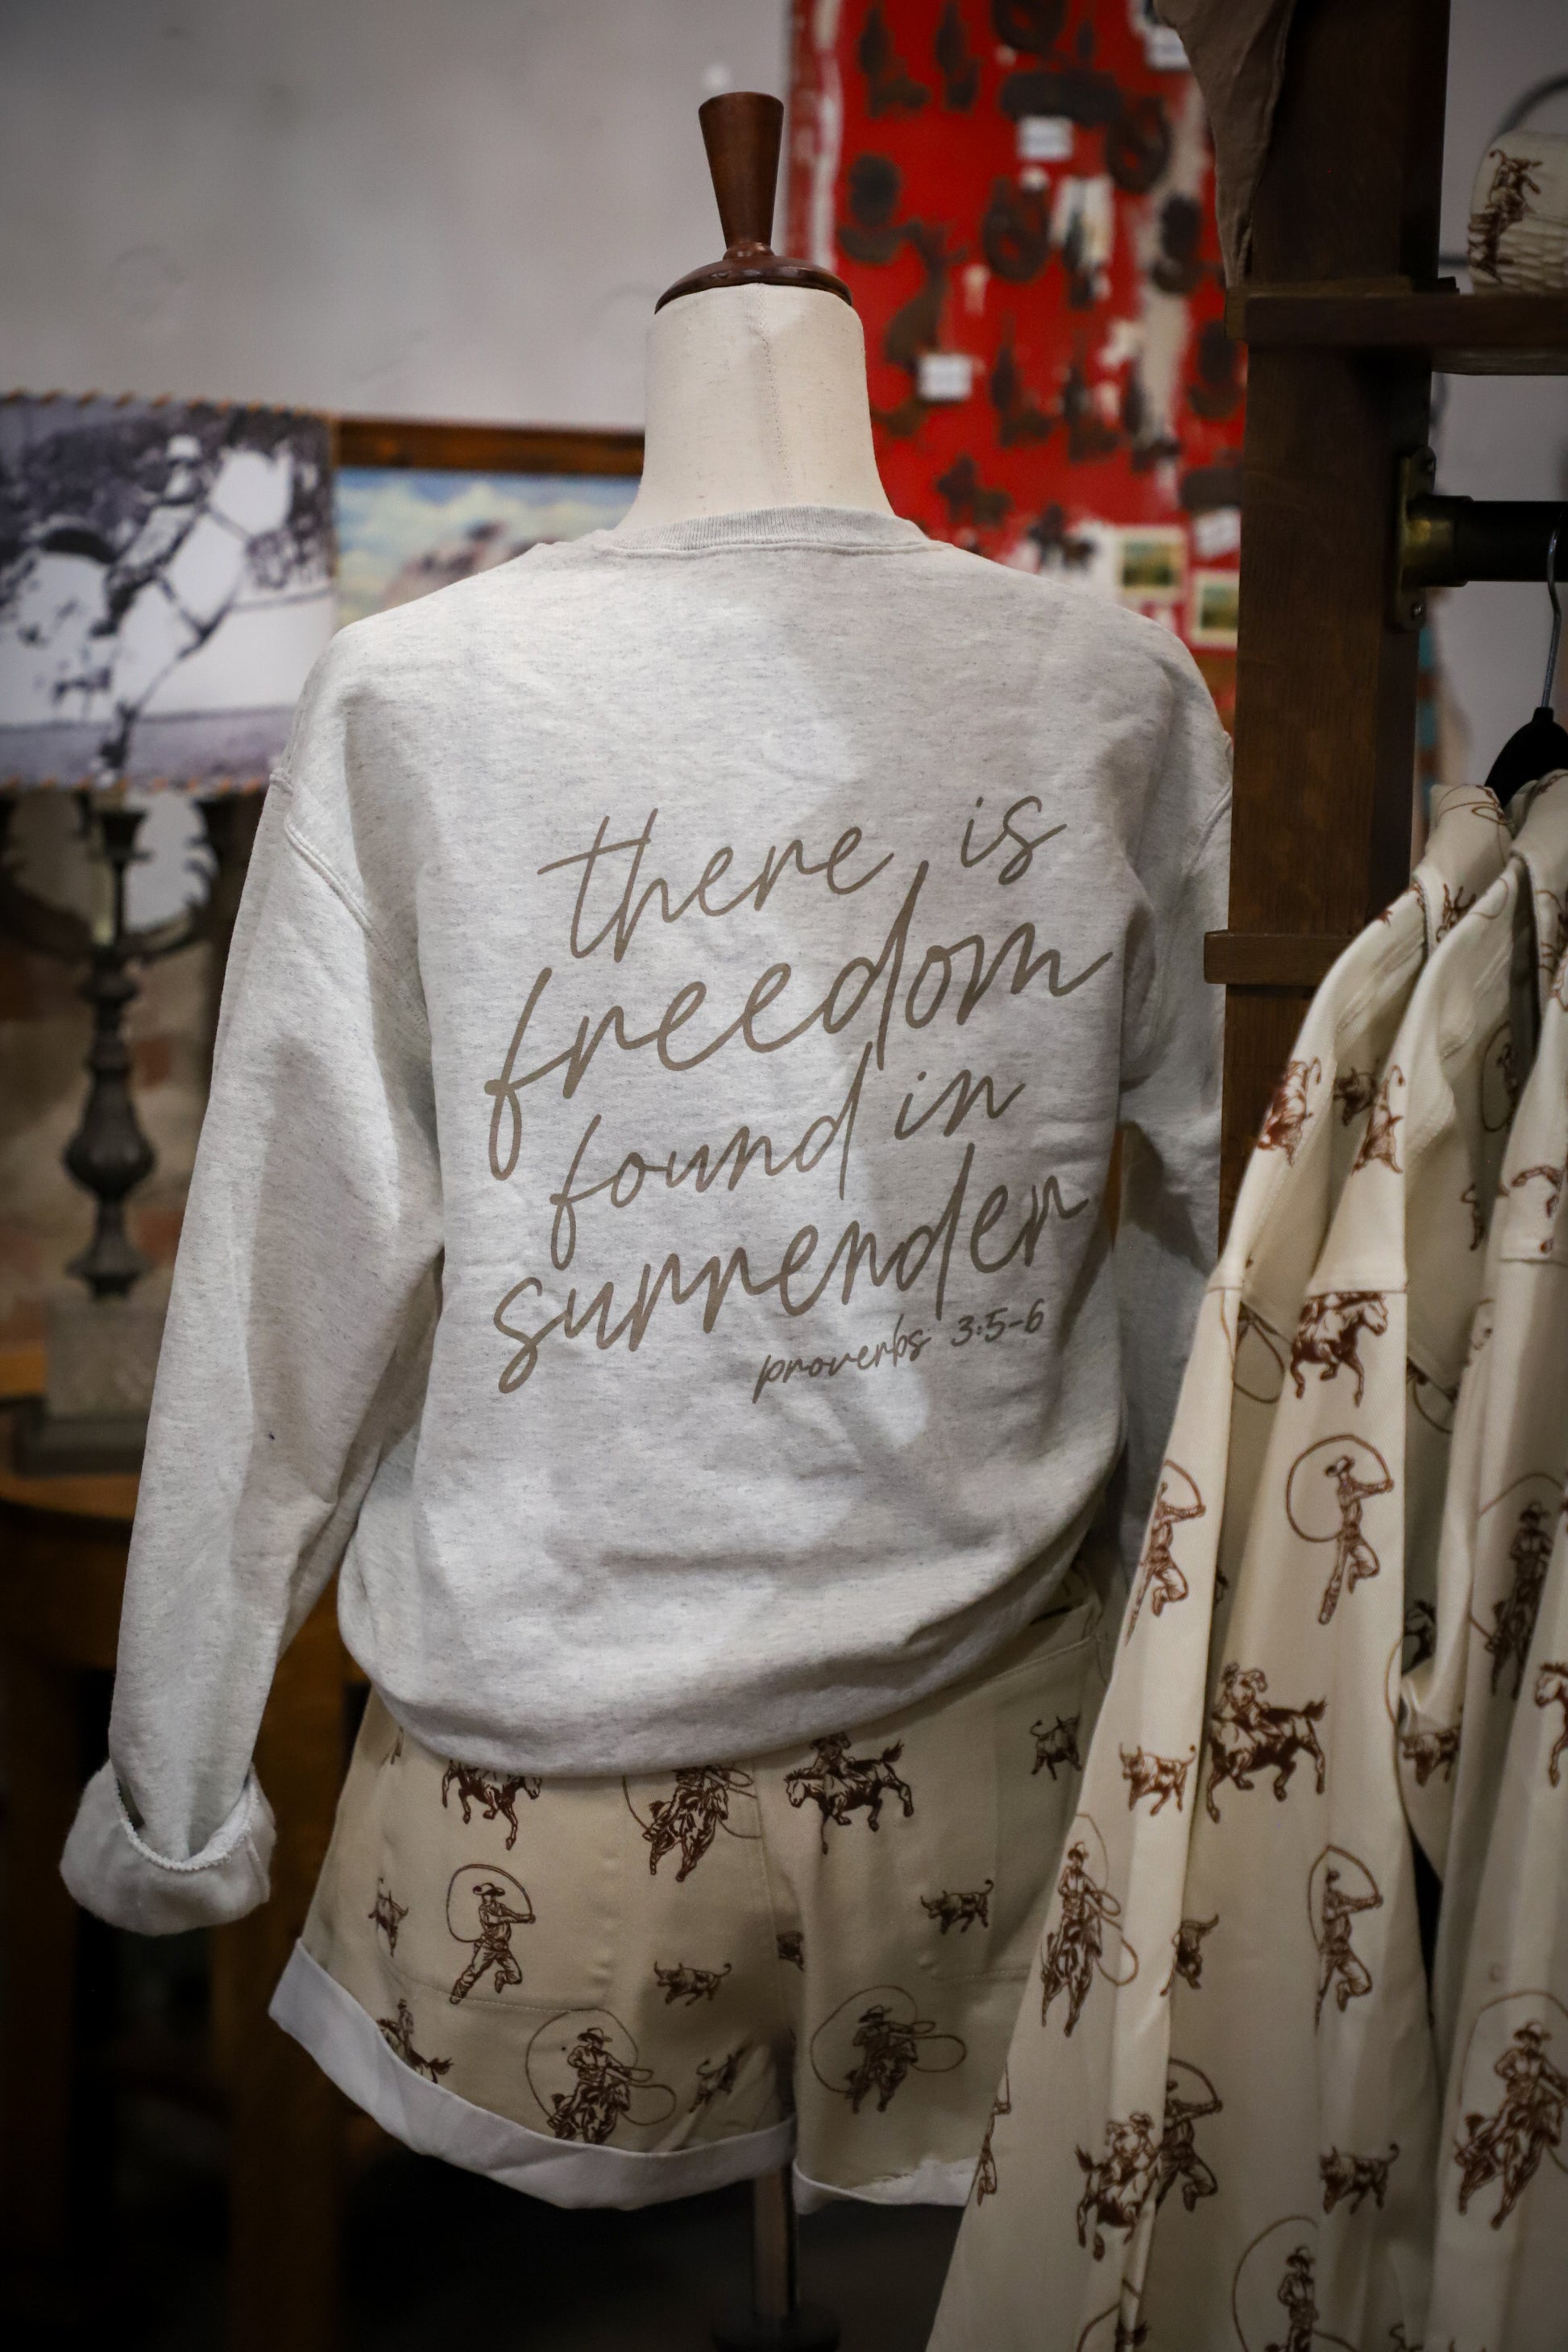 there is
freedom
found in
surrender
proverbs 3:5-6